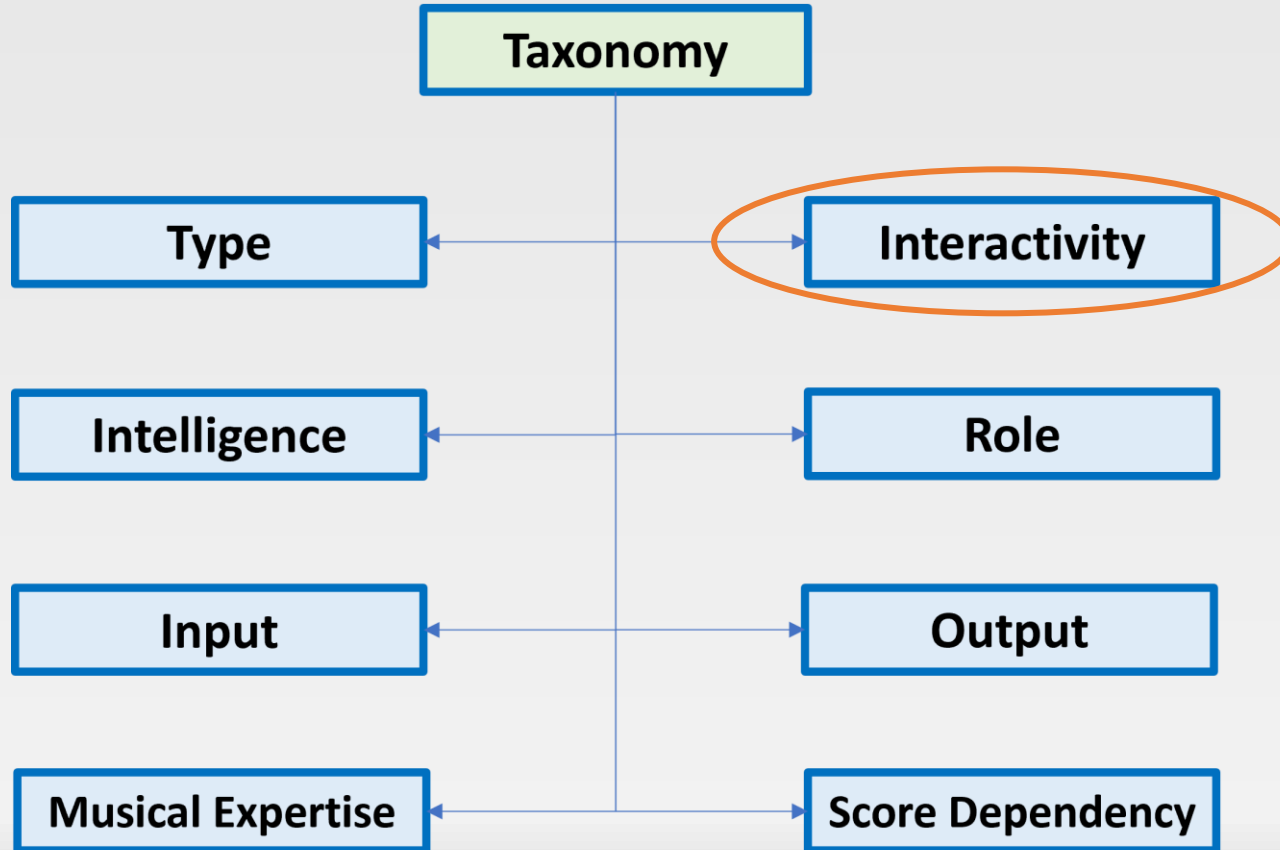 Taxonomy
Type
Interactivity
Intelligence
Role
Input
Output
Musical Expertise
Score Dependency